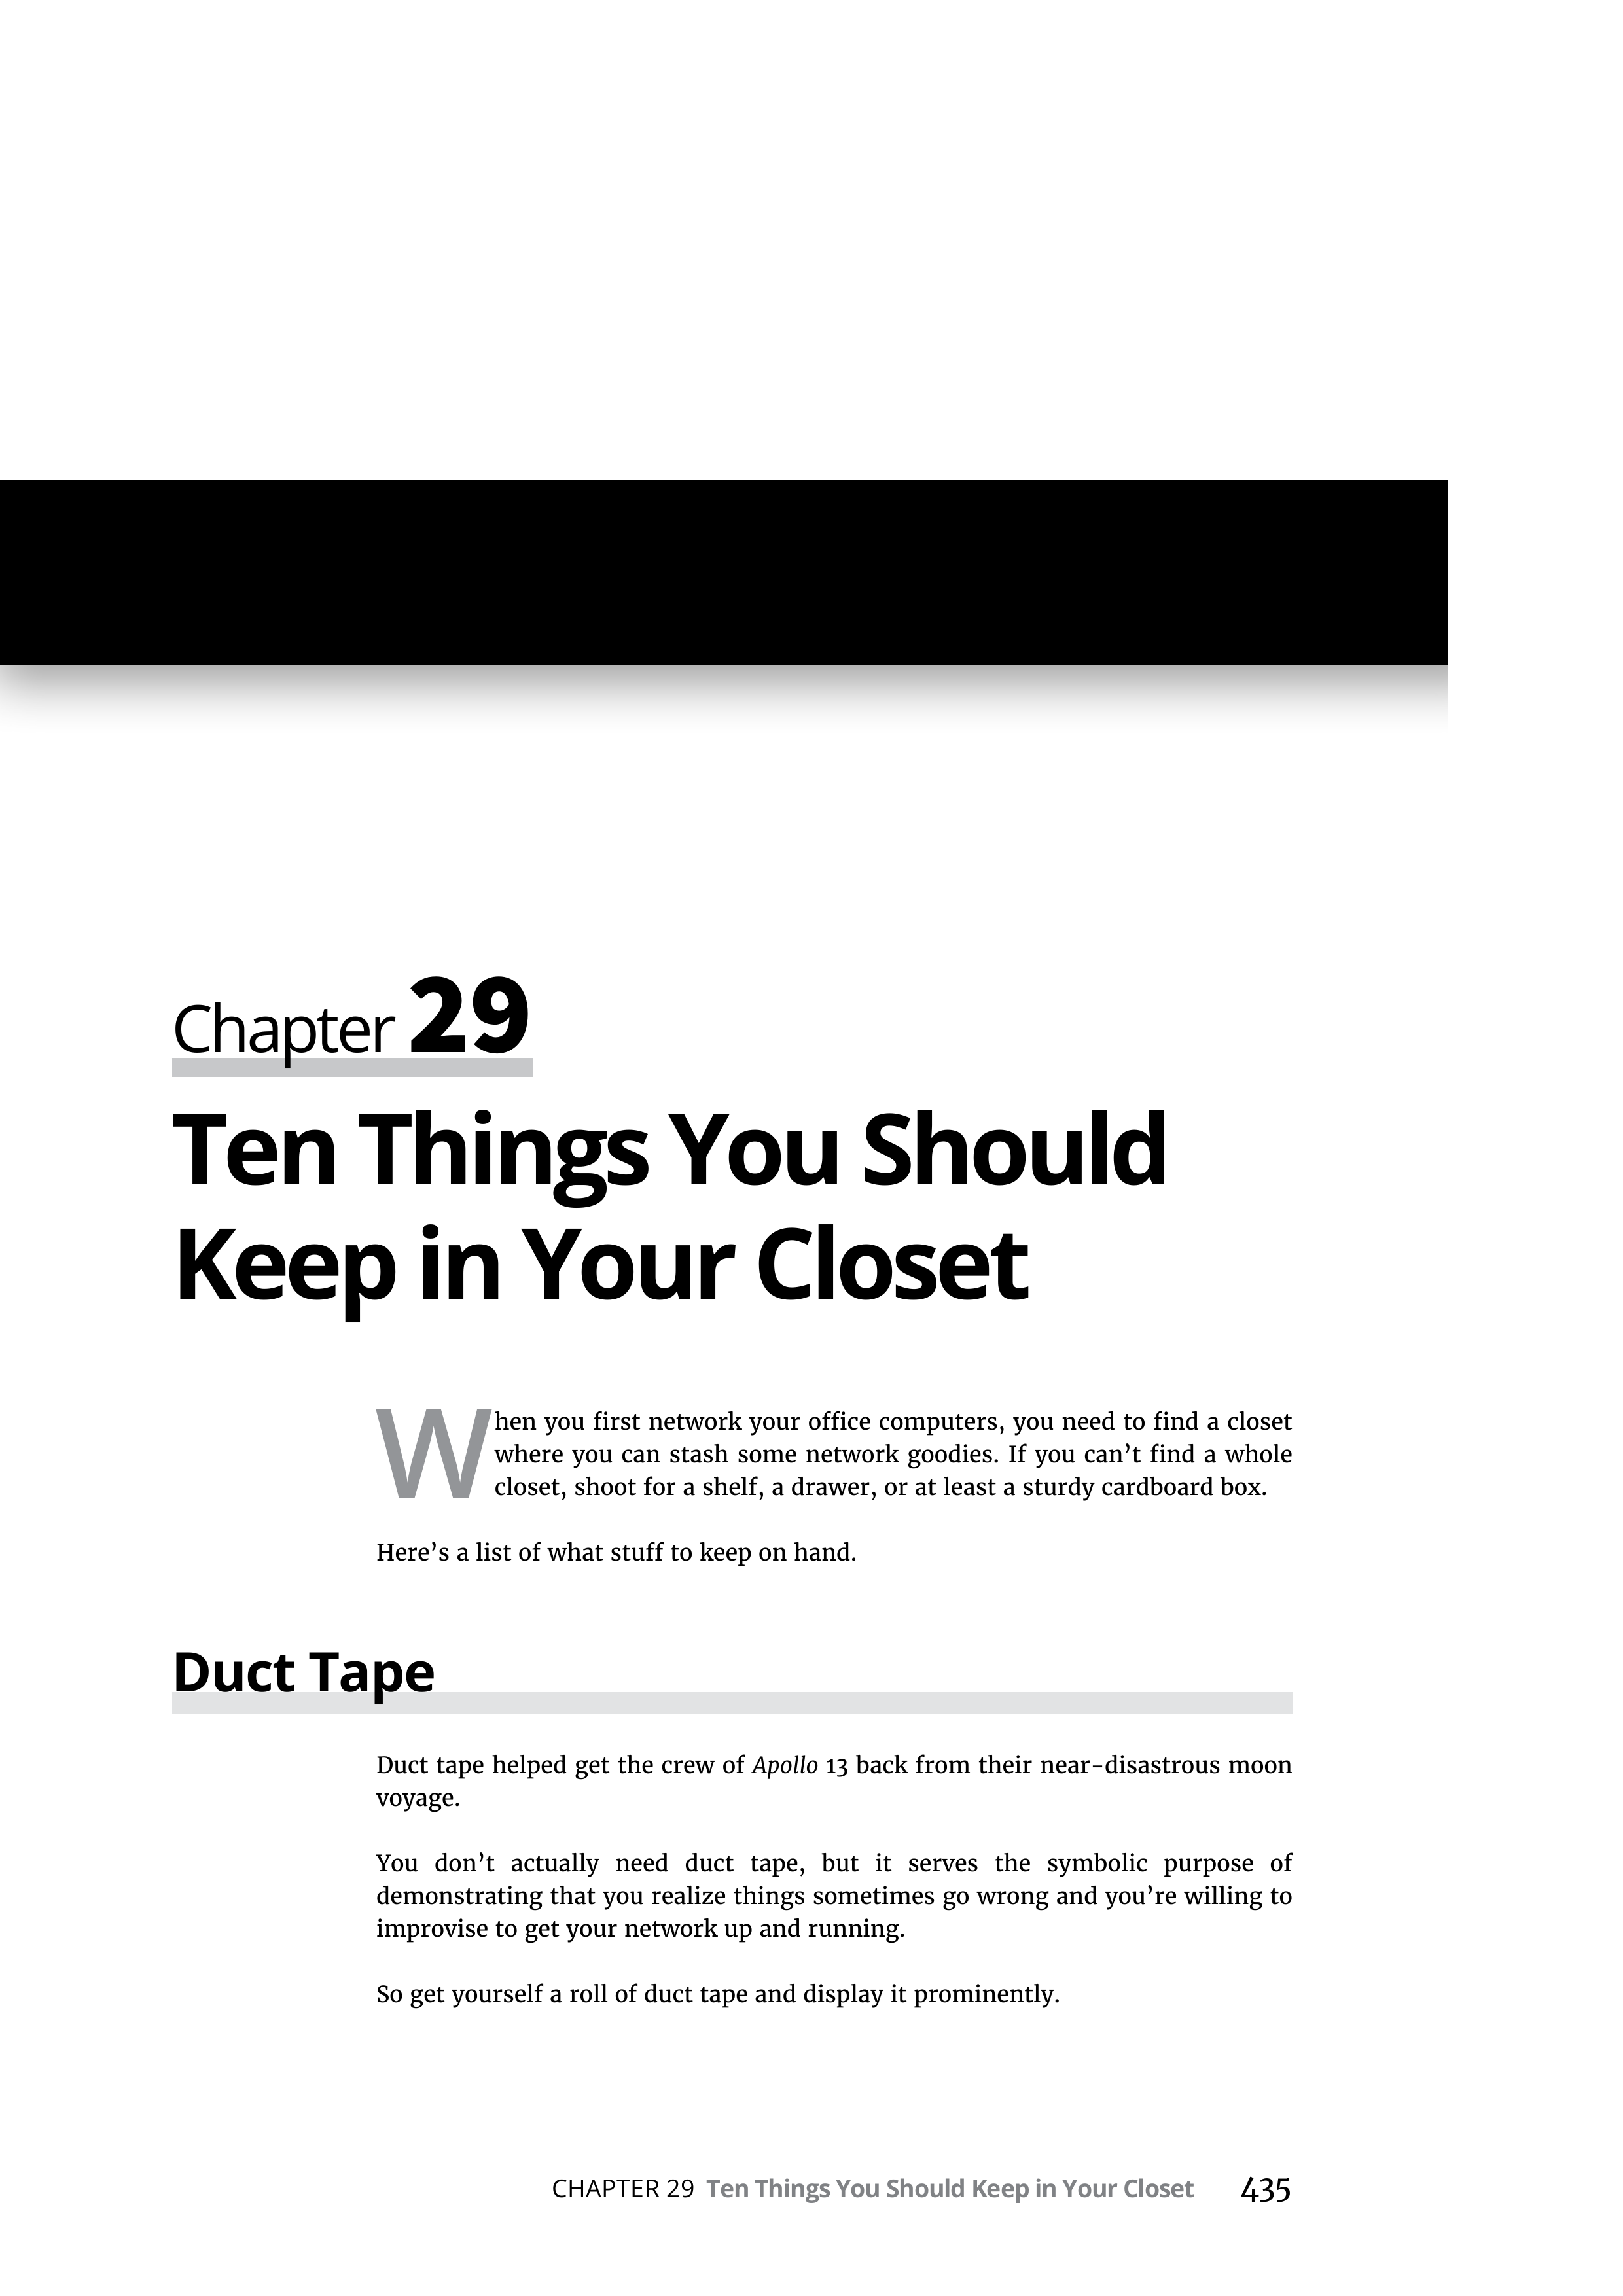 Chapter 29
Ten Things You Should
Keep in Your Closet
When you first network your office computers, you need to find a closet
where you can stash some network goodies. If you can’t find a whole
closet, shoot for a shelf, a drawer, or at least a sturdy cardboard box.
Here’s a list of what stuff to keep on hand.
Duct Tape
Duct tape helped get the crew of Apollo 13 back from their near-disastrous moon
voyage.
You don’t actually need duct tape, but it serves the symbolic purpose of
demonstrating that you realize things sometimes go wrong and you’re willing to
improvise to get your network up and running.
So get yourself a roll of duct tape and display it prominently.
CHAPTER 29 Ten Things You Should Keep in Your Closet 435